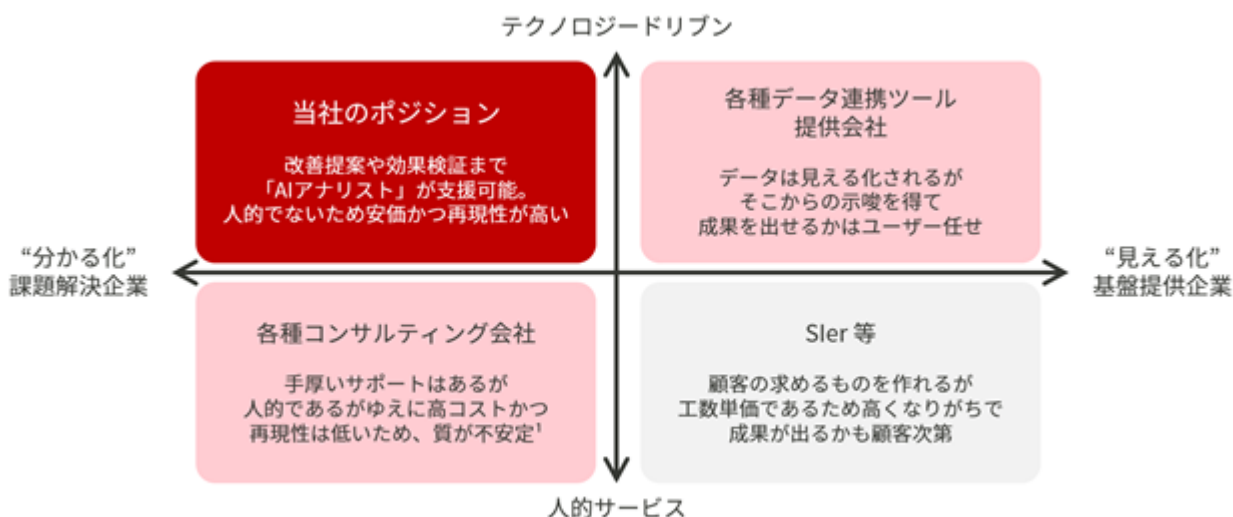 テクノロジードリブン
当社のポジション
改善提案や効果検証まで
「AIアナリスト」が支援可能。
人的でないため安価かつ再現性が高い
各種データ連携ツール
提供会社
データは見える化されるが
そこからの示唆を得て
成果を出せるかはユーザー任せ
“分かる化”
課題解決企業
“見える化”
基盤提供企業
各種コンサルティング会社
手厚いサポートはあるが
人的であるがゆえに高コストかつ
再現性は低いため、質が不安定¹
SIer 等
顧客の求めるものを作れるが
工数単価であるため高くなりがちで
成果が出るかも顧客次第
人的サービス